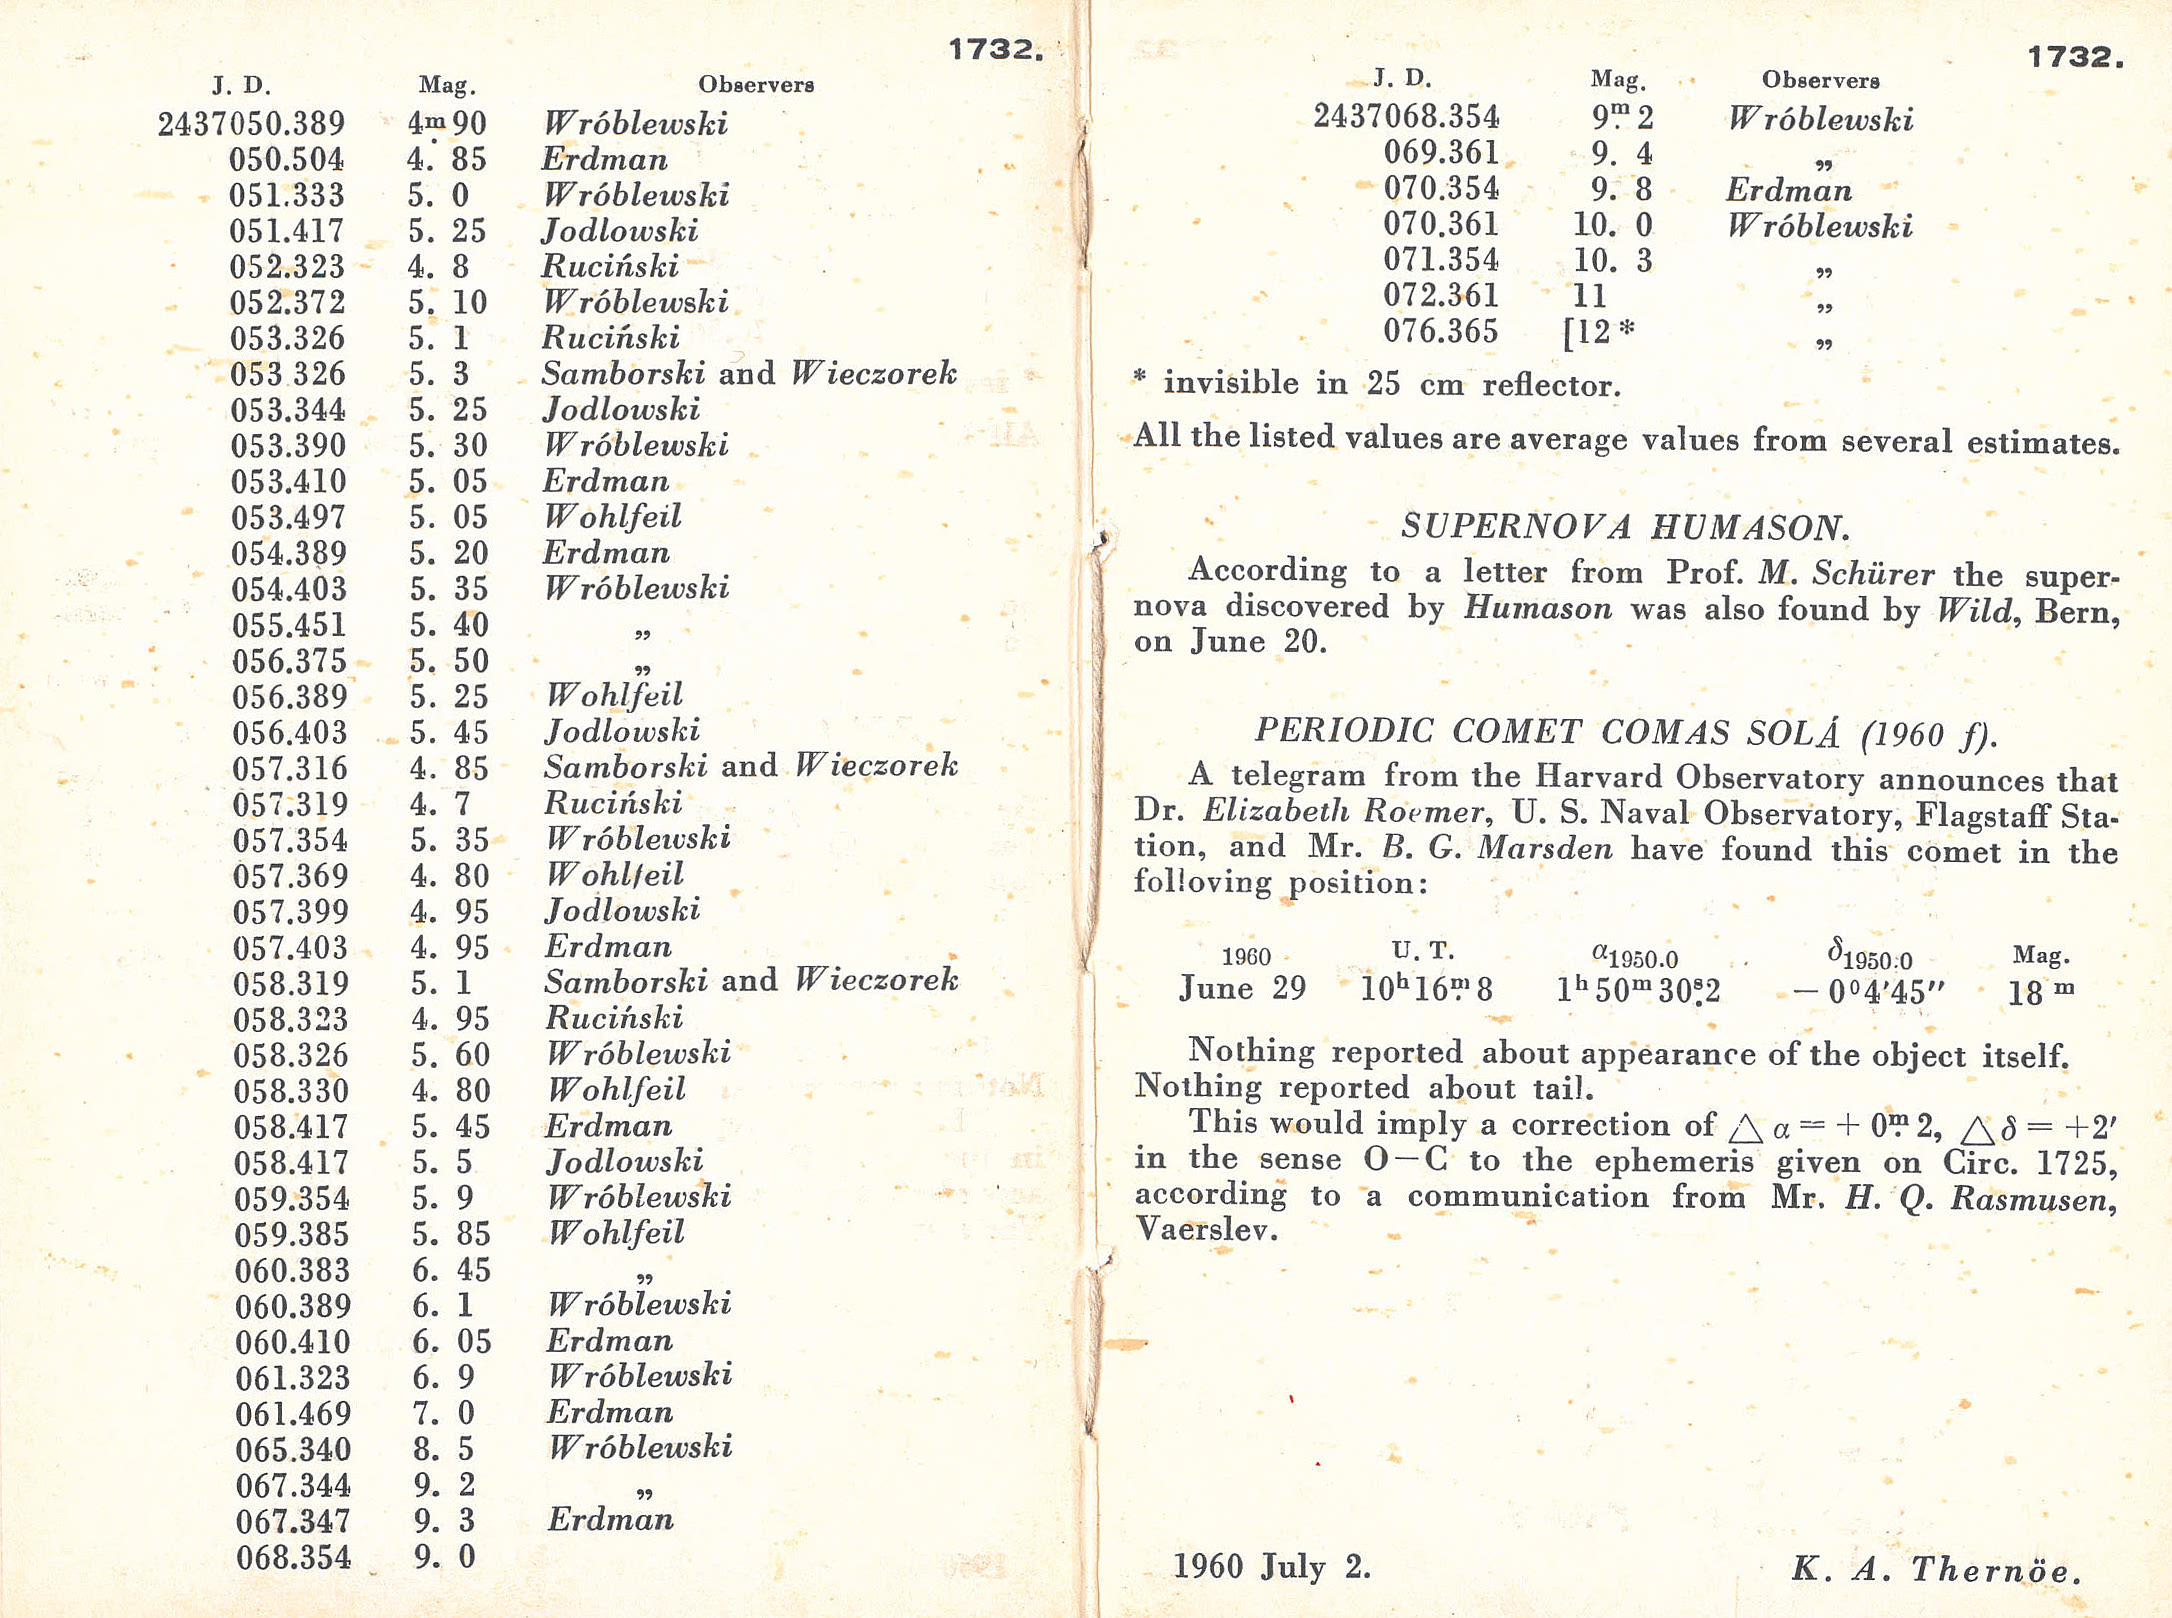 1732.
J. D. Mag. Observers
2437050.389 4m90 Wróblewski
050.504 4. 85 Erdman
051.333 5. 0 Wróblewski
051.417 5. 25 Jodlowski
052.323 4. 8 Ruciński
052.372 5. 10 Wróblewski
053.326 5. 1 Ruciński
053 326 5. 3 Samborski and Wieczorek
053.344 5. 25 Jodlowski
053.390 5. 30 Wróblewski
053.410 5. 05 Erdman
053.497 5. 05 Wohlfeil
054.389 5. 20 Erdman
054.403 5. 35 Wróblewski
055.451 5. 40 „
056.375 5. 50 „
056.389 5. 25 Wohlfeil
056.403 5. 45 Jodlowski
057.316 4. 85 Samborski and Wieczorek
057.319 4. 7 Ruciński
057.354 5. 35 Wróblewski
057.369 4. 80 Wohlfeil
057.399 4. 95 Jodlowski
057.403 4. 95 Erdman
058.319 5. 1 Samborski and Wieczorek
058.323 4. 95 Ruciński
058.326 5. 60 Wróblewski
058.330 4. 80 Wohlfeil
058.417 5. 45 Erdman
058.417 5. 5 Jodlowski
059.354 5. 9 Wróblewski
059.385 5. 85 Wohlfeil
060.383 6. 45 „
060.389 6. 1 Wróblewski
060.410 6. 05 Erdman
061.323 6. 9 Wróblewski
061.469 7. 0 Erdman
065.340 8. 5 Wróblewski
067.344 9. 2 „
067.347 9. 3 Erdman
068.354 9. 0
1732.
J. D. Mag. Observers
2437068.354 9m.2 Wróblewski
069.361 9. 4 „
070.354 9. 8 Erdman
070.361 10. 0 Wróblewski
071.354 10. 3 „
072.361 11 „
076.365 [12* „
* invisible in 25 cm reflector.
All the listed values are average values from several estimates.
SUPERNOVA HUMASON.
According to a letter from Prof. M. Schürer the super-
nova discovered by Humason was also found by Wild, Bern,
on June 20.
PERIODIC COMET COMAS SOLÁ (1960 f).
A telegram from the Harvard Observatory announces that
Dr. Elizabeth Roemer, U. S. Naval Observatory, Flagstaff Sta-
tion, and Mr. B. G. Marsden have found this comet in the
folloving position:
1960 U. T. α1950.0 δ1950.0 Mag.
June 29 10h16m.8 1h50m30s.2 — 0°4′45″ 18m
Nothing reported about appearance of the object itself.
Nothing reported about tail.
This would imply a correction of △ α = + 0m.2, △ δ = +2′
in the sense O—C to the ephemeris given on Circ. 1725,
according to a communication from Mr. H. Q. Rasmusen,
Vaerslev.
1960 July 2. K. A. Thernöe.